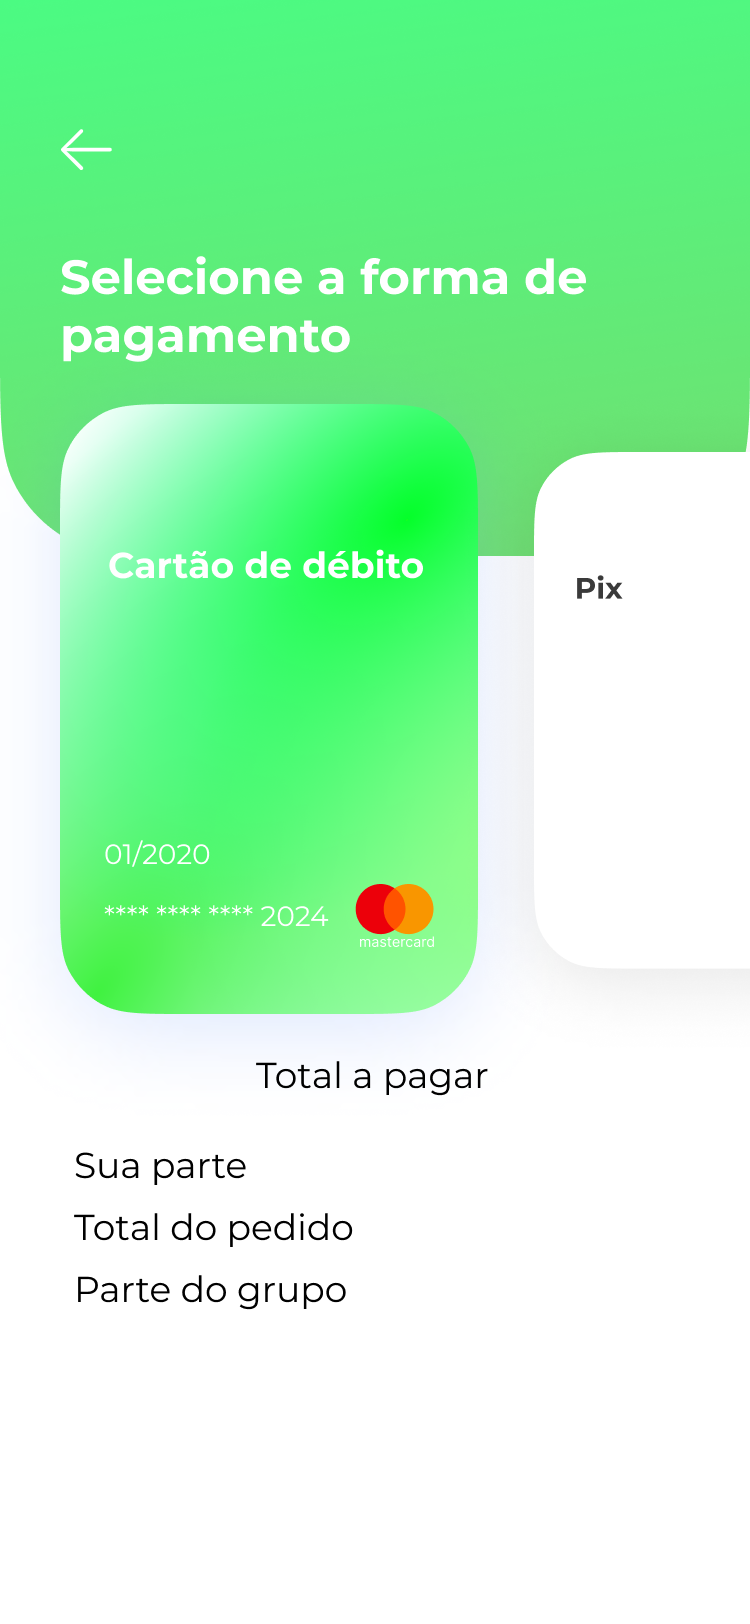 Selecione a forma de
pagamento
Cartão de débito
Pix
01/2020
**** **** **** 2024
mastercard
Total a pagar
Sua parte
Total do pedido
Parte do grupo